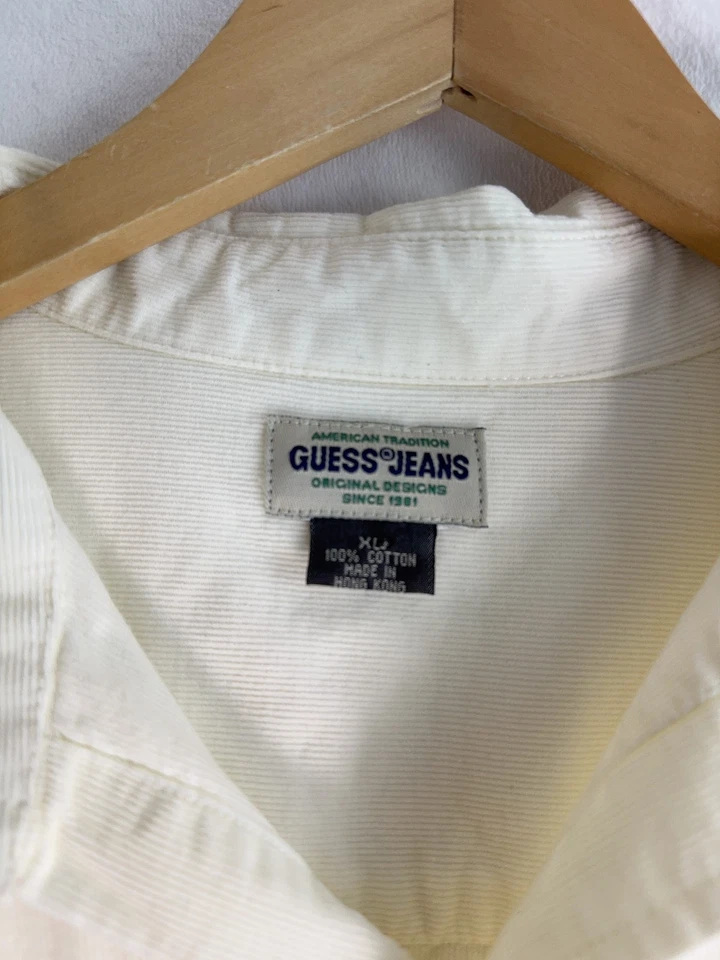 AMERICAN TRADITION
GUESS® JEANS
ORIGINAL DESIGNS
SINCE 1981
XL
100% COTTON
MADE IN
HONG KONG